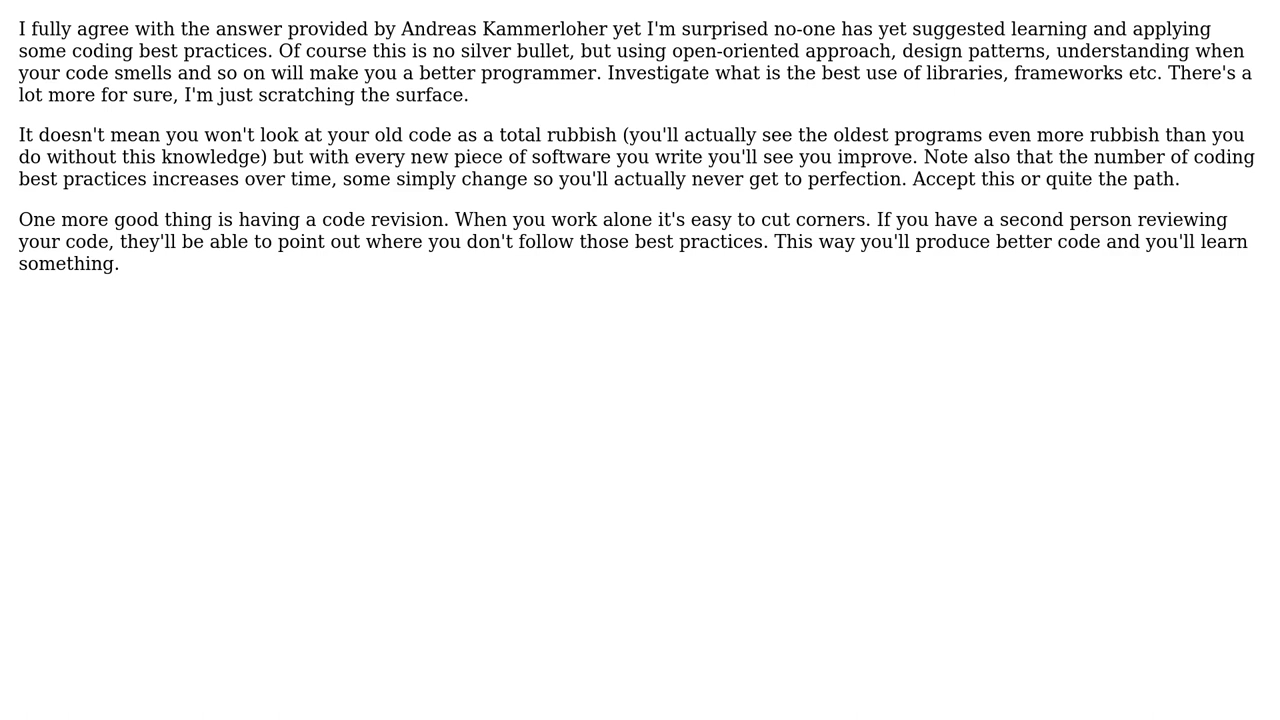 I fully agree with the answer provided by Andreas Kammerloher yet I'm surprised no-one has yet suggested learning and applying
some coding best practices. Of course this is no silver bullet, but using open-oriented approach, design patterns, understanding when
your code smells and so on will make you a better programmer. Investigate what is the best use of libraries, frameworks etc. There's a
lot more for sure, I'm just scratching the surface.
It doesn't mean you won't look at your old code as a total rubbish (you'll actually see the oldest programs even more rubbish than you
do without this knowledge) but with every new piece of software you write you'll see you improve. Note also that the number of coding
best practices increases over time, some simply change so you'll actually never get to perfection. Accept this or quite the path.
One more good thing is having a code revision. When you work alone it's easy to cut corners. If you have a second person reviewing
your code, they'll be able to point out where you don't follow those best practices. This way you'll produce better code and you'll learn
something.